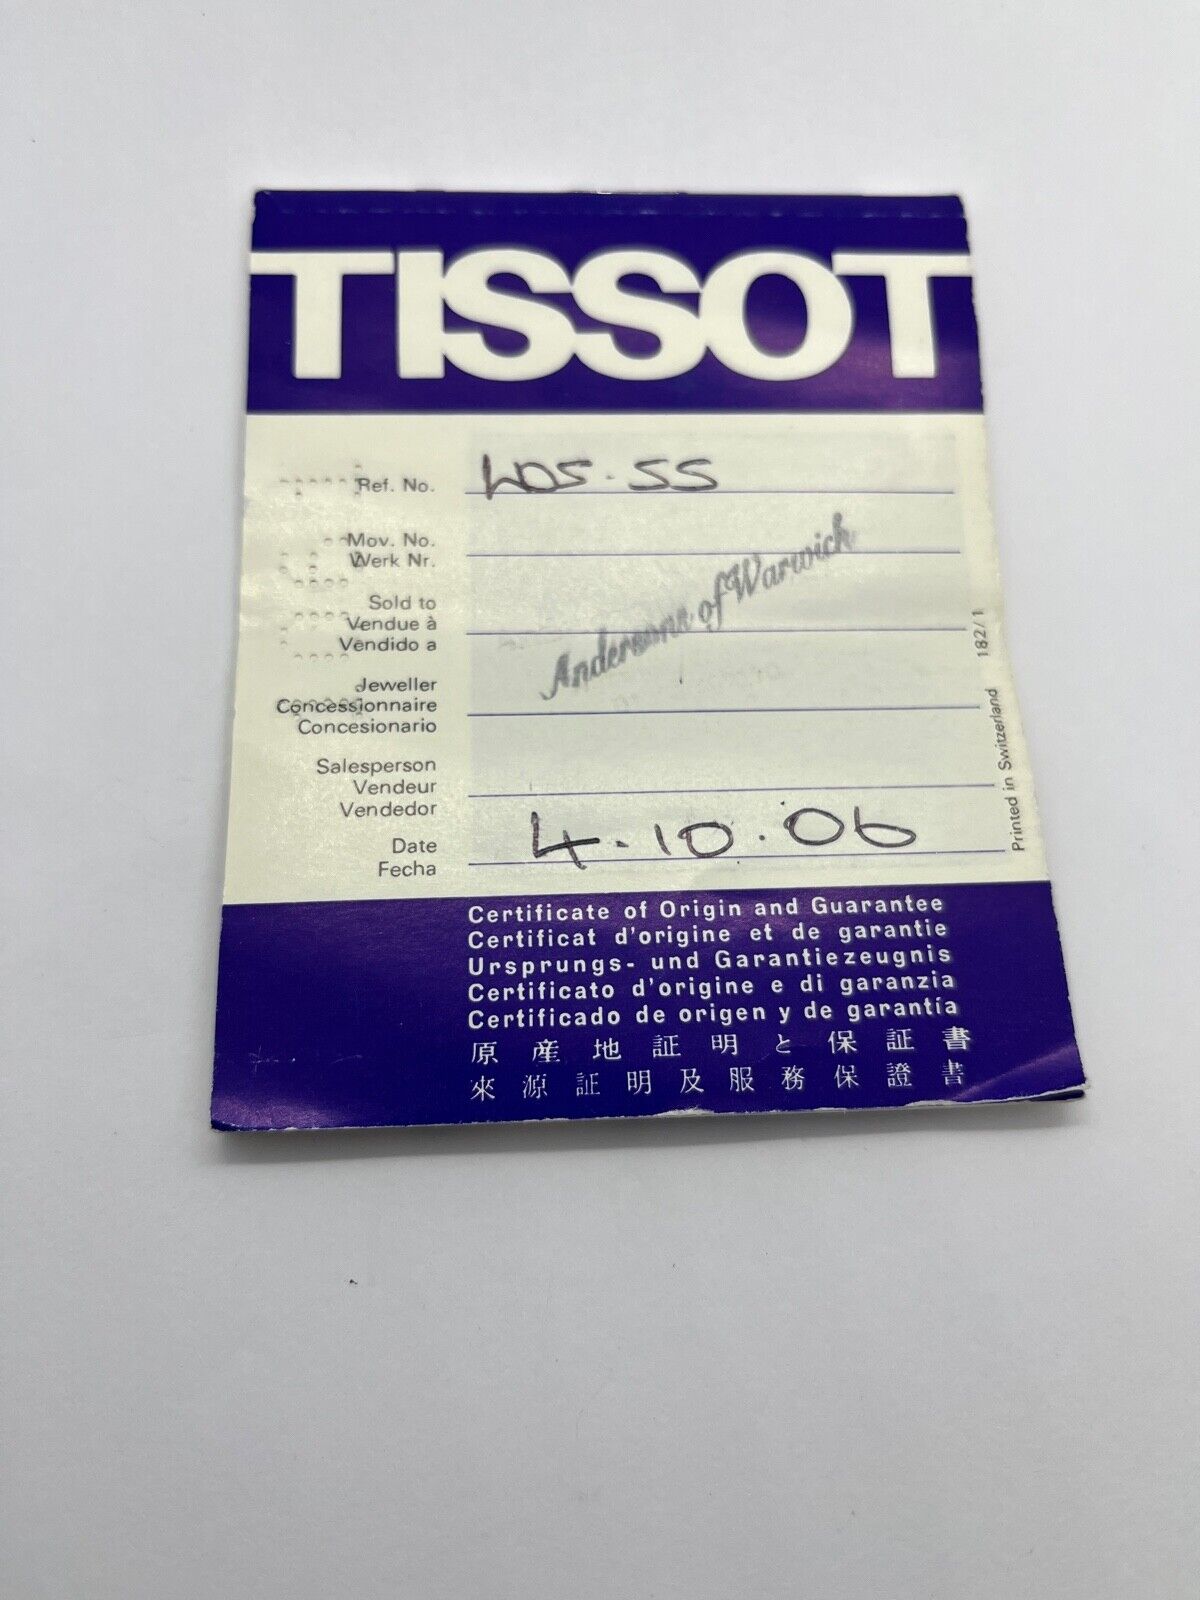 TISSOT
Ref. No. LDS. SS
Mov. No.
Werk Nr.
Sold to
Vendue à
Vendido a
Andersons of Warwick
Jeweller
Concessionnaire
Concesionario
Salesperson
Vendeur
Vendedor
Date 4.10.06
Fecha
Printed in Switzerland 182/1
Certificate of Origin and Guarantee
Certificat d'origine et de garantie
Ursprungs- und Garantiezeugnis
Certificato d'origine e di garanzia
Certificado de origen y de garantía
原産地証明と保証書
來源証明及服務保證書